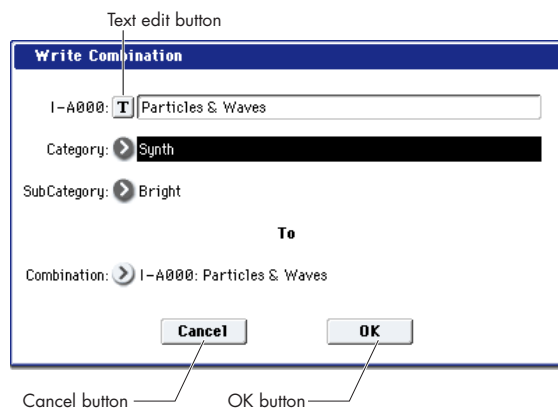 Text edit button
Write Combination
I-A000: T Particles & Waves
Category: Synth
SubCategory: Bright
To
Combination: I-A000: Particles & Waves
Cancel OK
Cancel button OK button